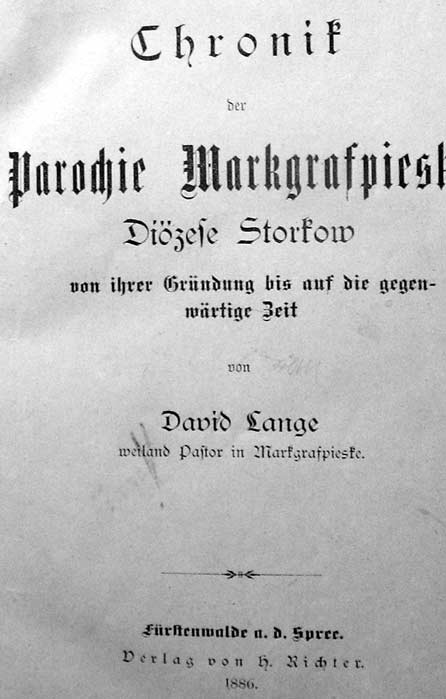 Chronik
der
Parochie Markgrafpiesk
Diözese Storkow
von ihrer Gründung bis auf die gegen-
wärtige Zeit
von
David Lange
weiland Pastor in Markgrafpieske.
Fürstenwalde a. d. Spree.
Verlag von H. Richter.
1886.